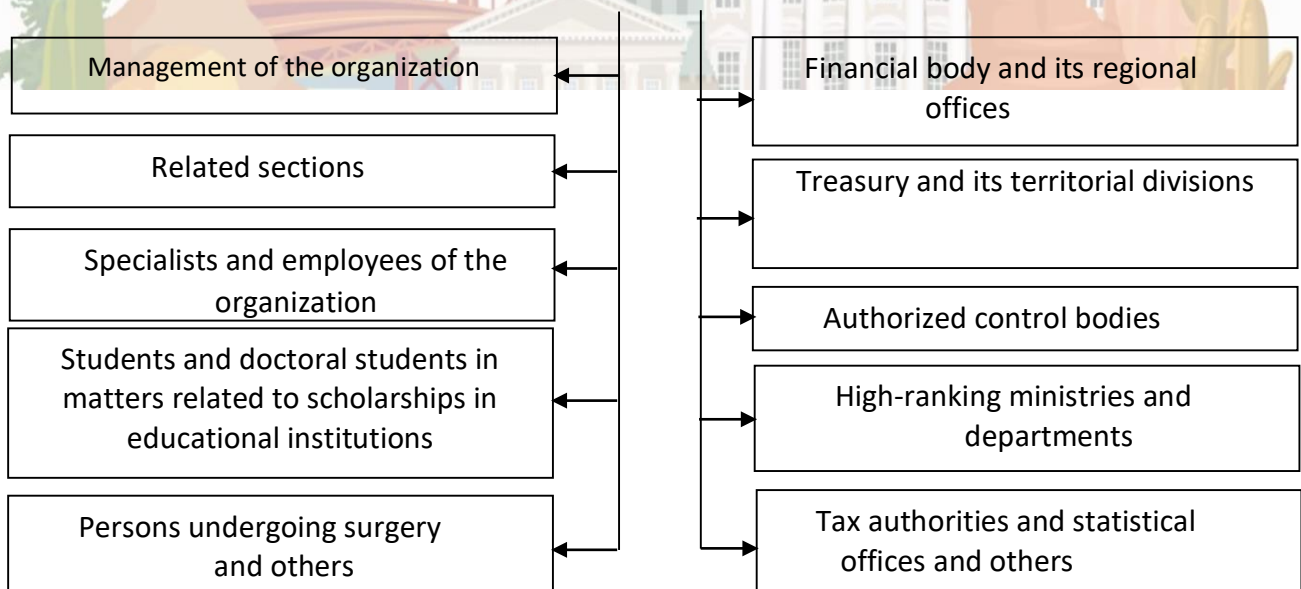 Management of the organization
Related sections
Specialists and employees of the
organization
Students and doctoral students in
matters related to scholarships in
educational institutions
Persons undergoing surgery
and others
Financial body and its regional
offices
Treasury and its territorial divisions
Authorized control bodies
High-ranking ministries and
departments
Tax authorities and statistical
offices and others